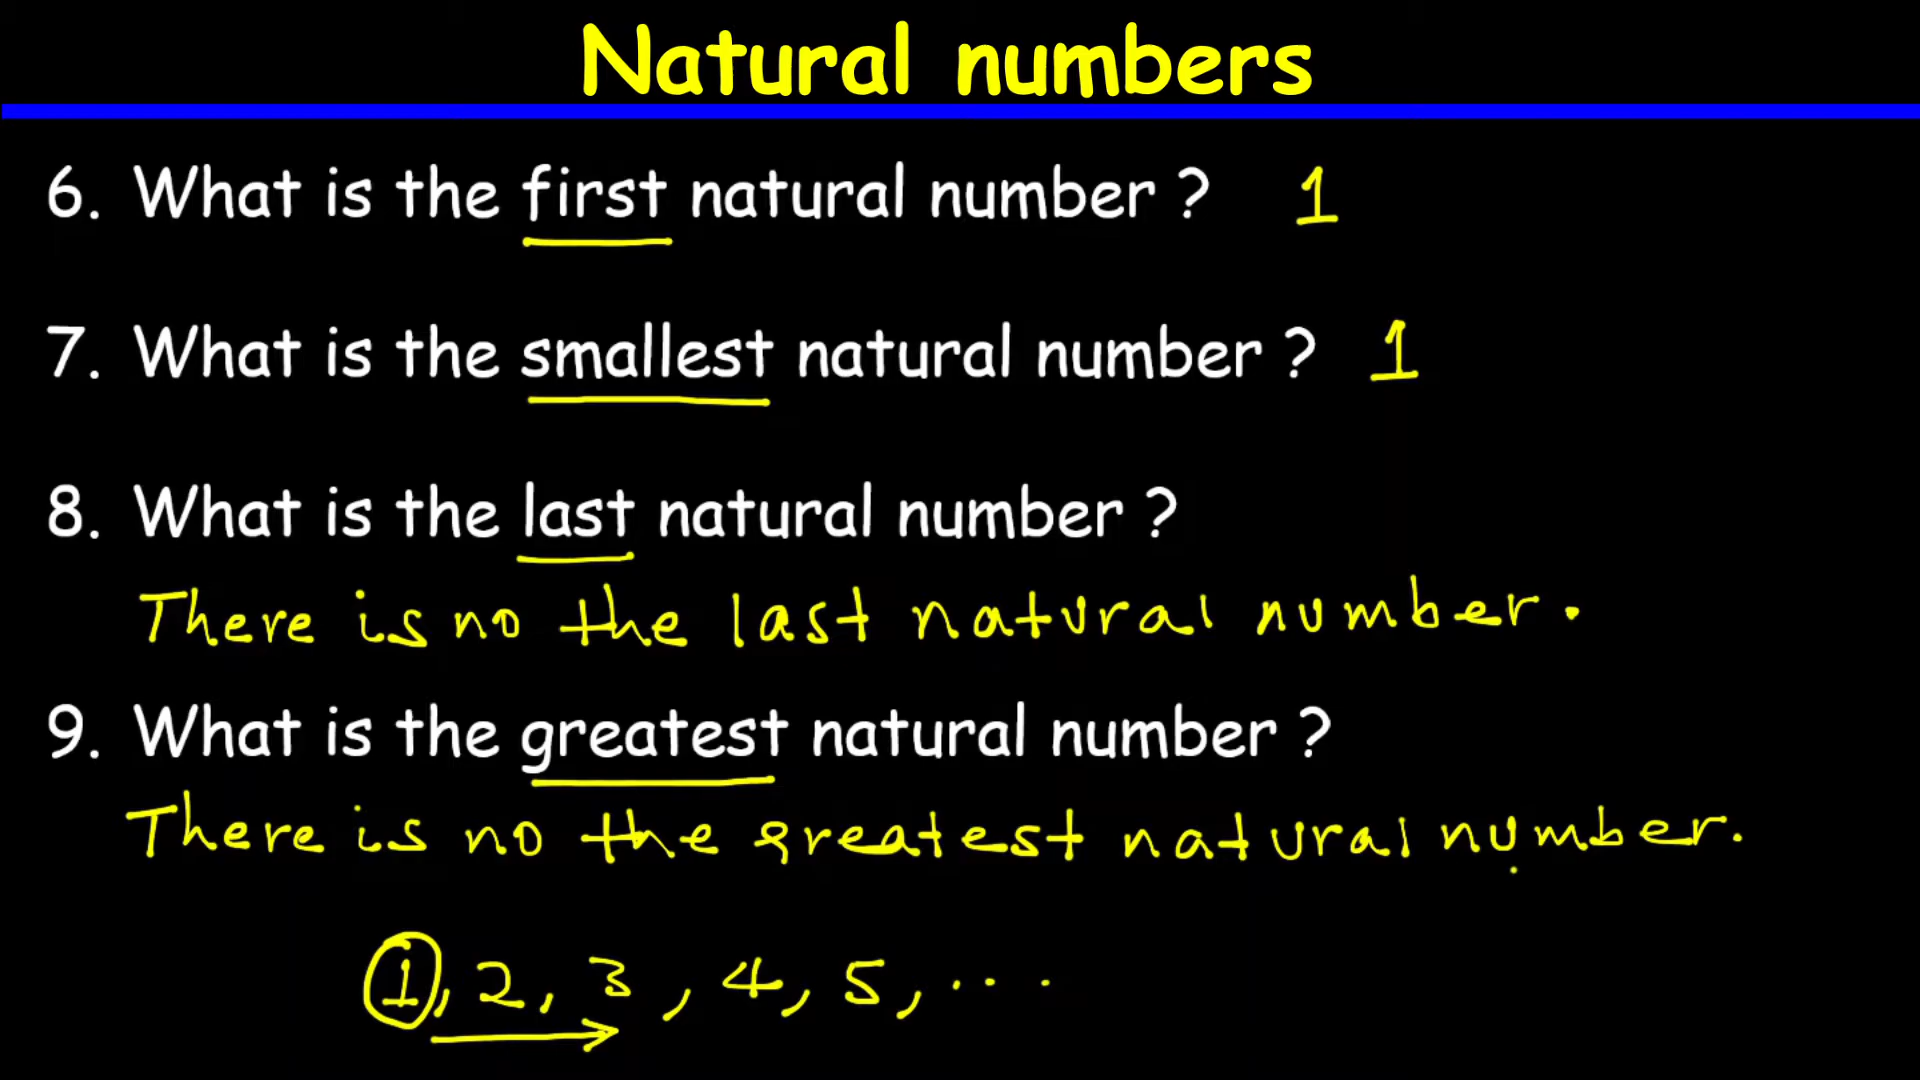 Natural numbers
6. What is the first natural number ? 1
7. What is the smallest natural number ? 1
8. What is the last natural number ?
There is no the last natural number.
9. What is the greatest natural number ?
There is no the greatest natural number.
1, 2, 3, 4, 5, ...